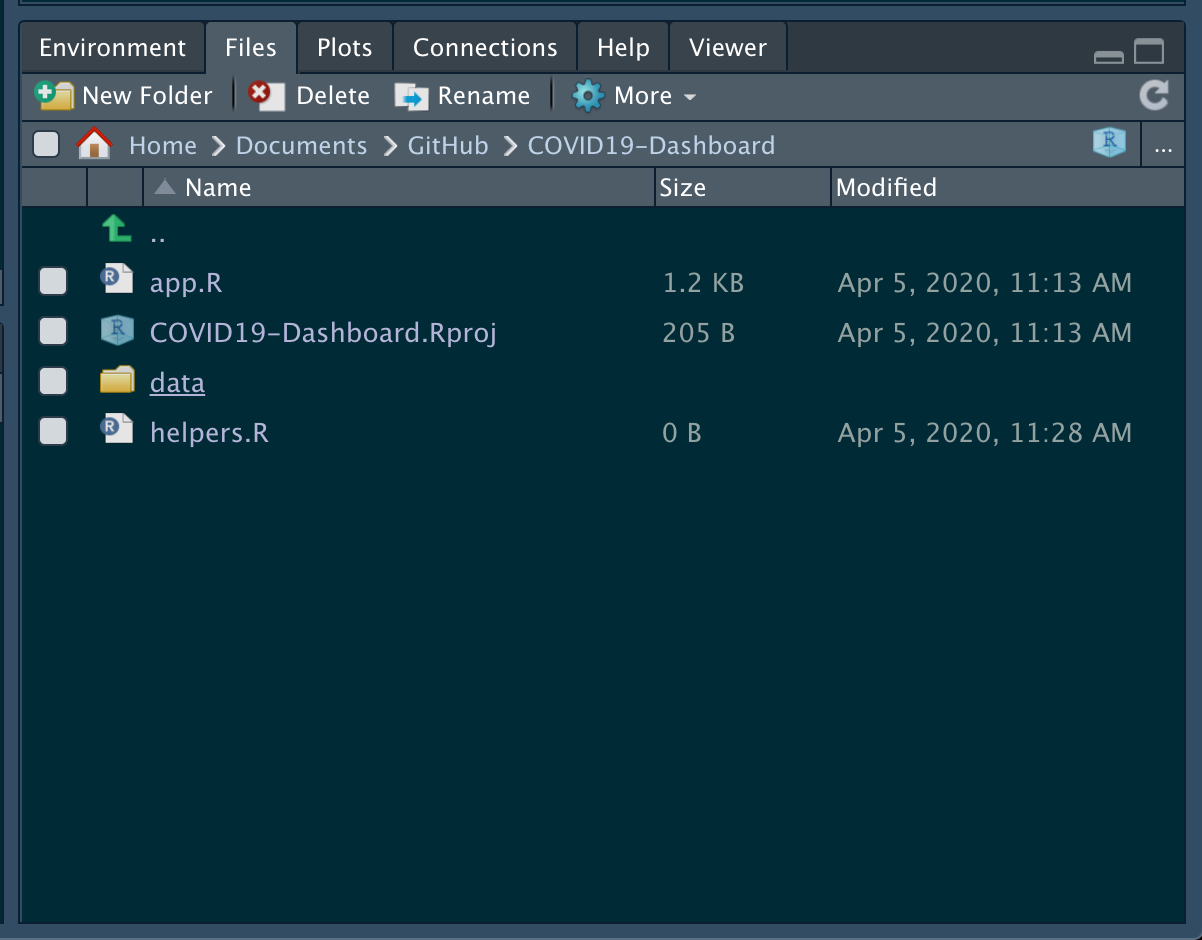 Environment Files Plots Connections Help Viewer
New Folder Delete Rename More
Home Documents GitHub COVID19-Dashboard R ...
Name Size Modified
..
R app.R 1.2 KB Apr 5, 2020, 11:13 AM
R COVID19-Dashboard.Rproj 205 B Apr 5, 2020, 11:13 AM
data
R helpers.R 0 B Apr 5, 2020, 11:28 AM